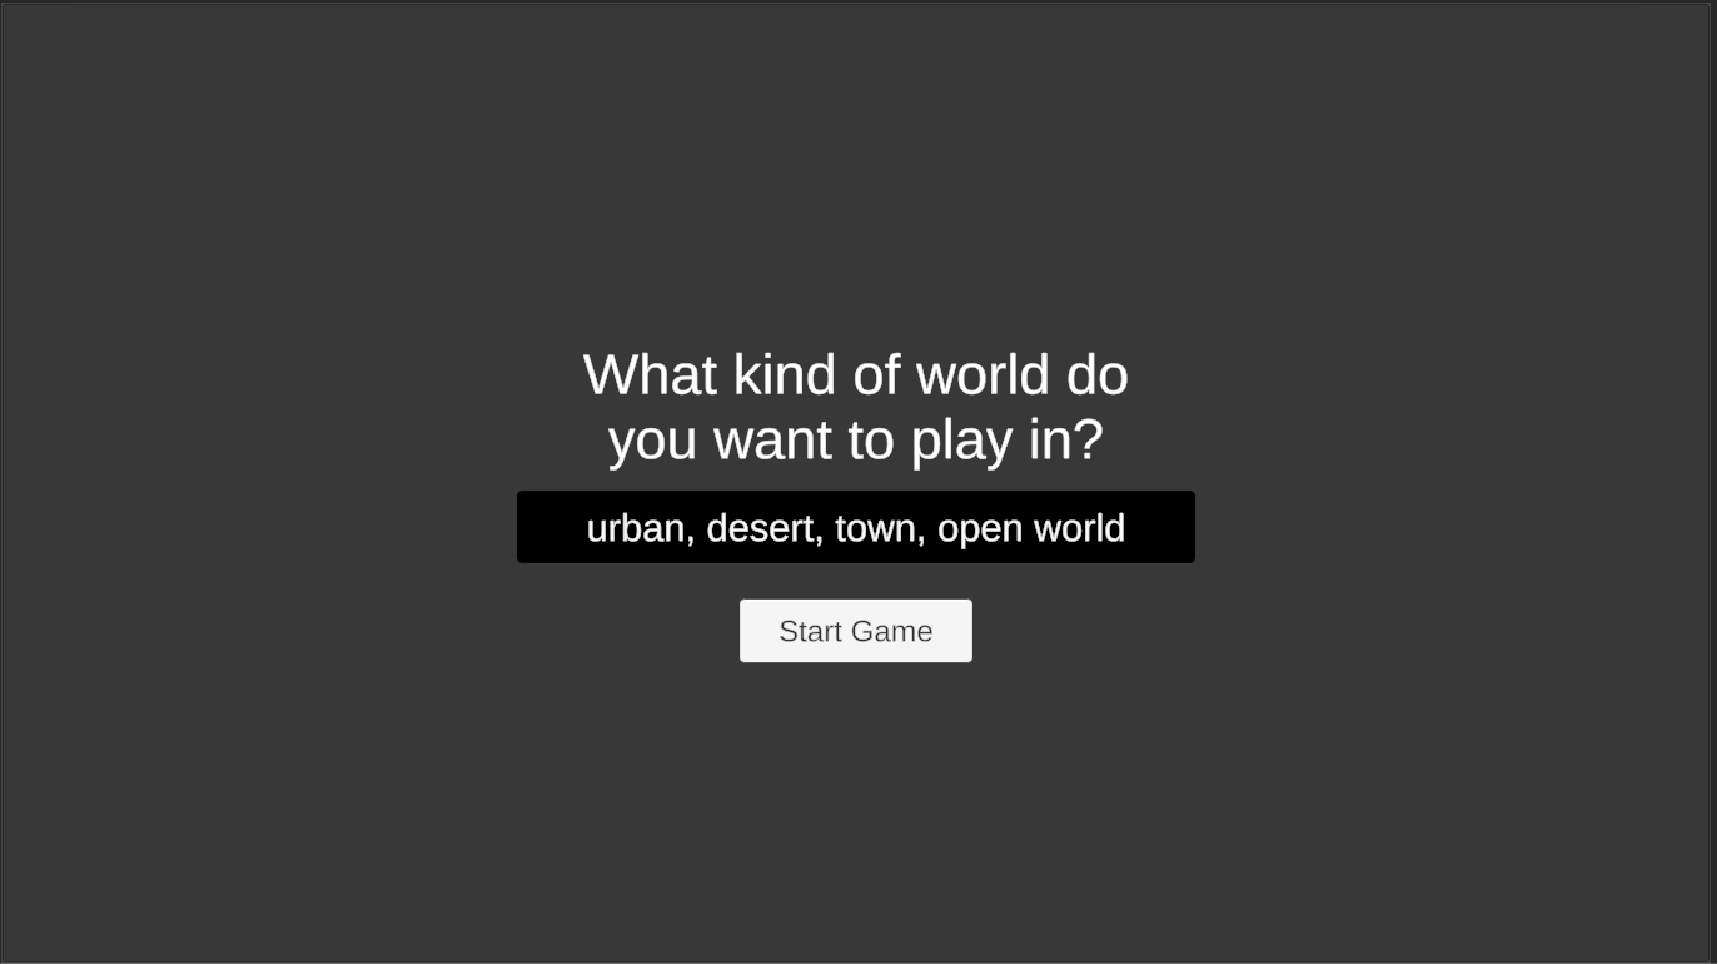 What kind of world do
you want to play in?
urban, desert, town, open world
Start Game